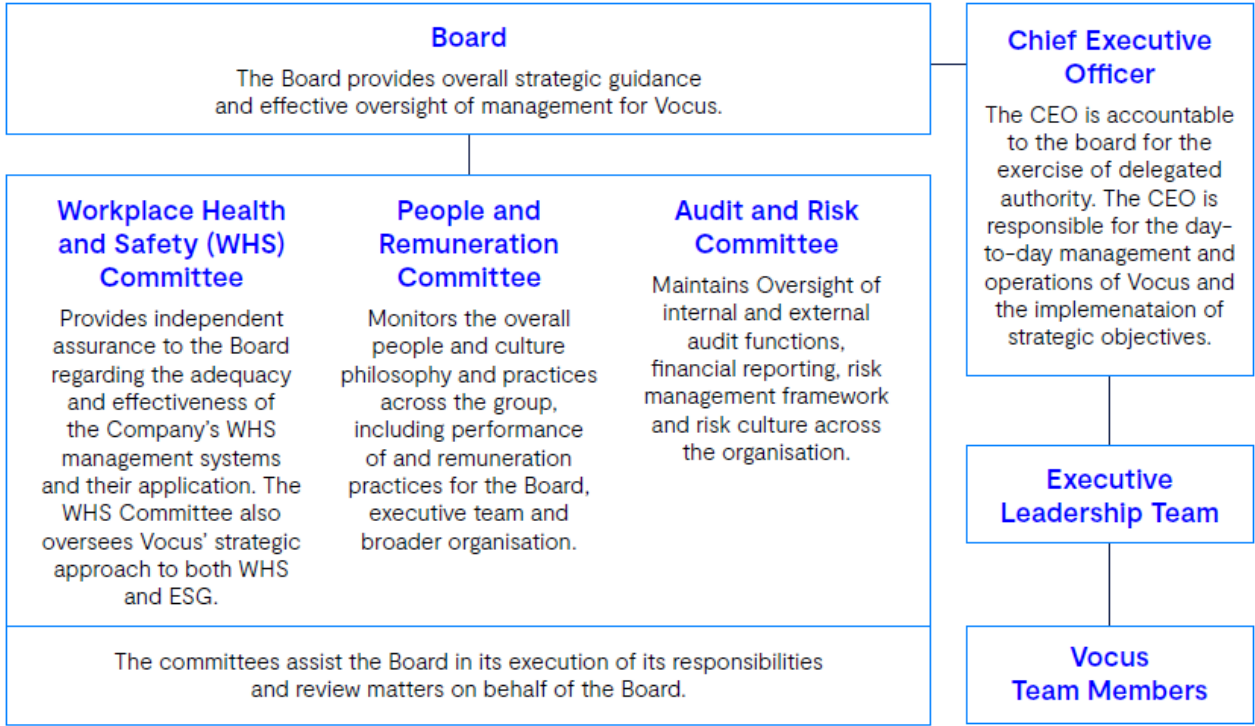 Board
The Board provides overall strategic guidance
and effective oversight of management for Vocus.
Chief Executive
Officer
The CEO is accountable
to the board for the
exercise of delegated
authority. The CEO is
responsible for the day-
to-day management and
operations of Vocus and
the implemenataion of
strategic objectives.
Workplace Health
and Safety (WHS)
Committee
Provides independent
assurance to the Board
regarding the adequacy
and effectiveness of
the Company's WHS
management systems
and their application. The
WHS Committee also
oversees Vocus' strategic
approach to both WHS
and ESG.
People and
Remuneration
Committee
Monitors the overall
people and culture
philosophy and practices
across the group,
including performance
of and remuneration
practices for the Board,
executive team and
broader organisation.
Audit and Risk
Committee
Maintains Oversight of
internal and external
audit functions,
financial reporting, risk
management framework
and risk culture across
the organisation.
The committees assist the Board in its execution of its responsibilities
and review matters on behalf of the Board.
Executive
Leadership Team
Vocus
Team Members